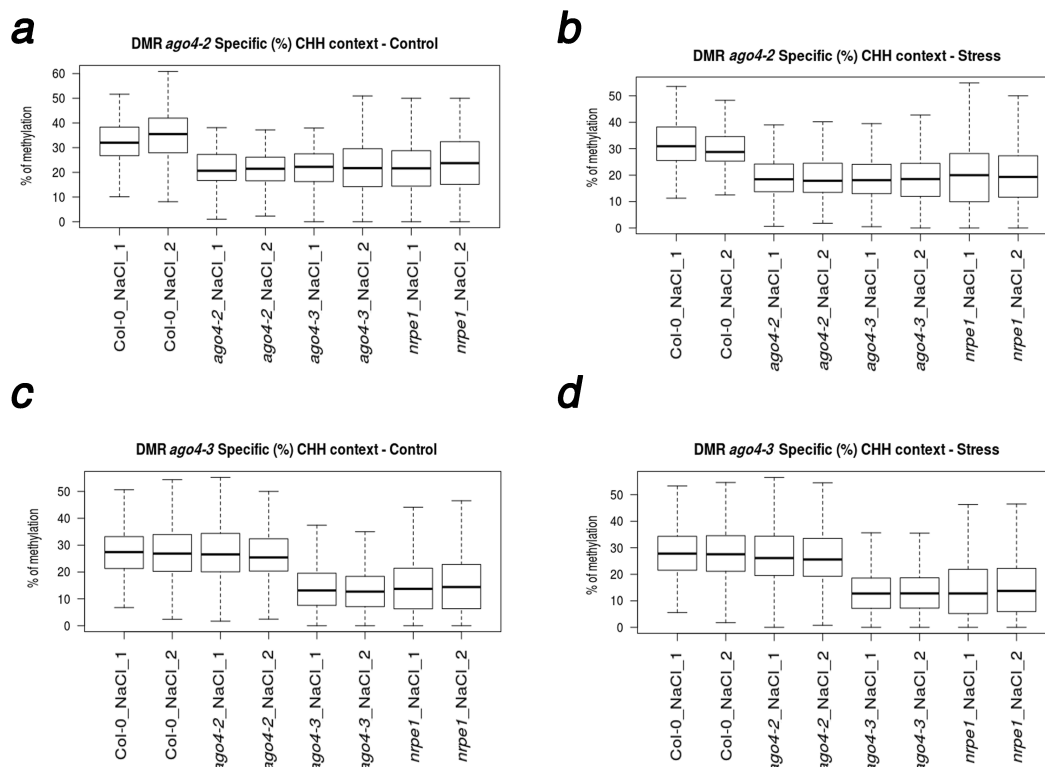 a
DMR ago4-2 Specific (%) CHH context - Control
% of methylation
60
50
40
30
20
10
0
Col-0_NaCl_1
Col-0_NaCl_2
ago4-2_NaCl_1
ago4-2_NaCl_2
ago4-3_NaCl_1
ago4-3_NaCl_2
nrpe1_NaCl_1
nrpe1_NaCl_2
b
DMR ago4-2 Specific (%) CHH context - Stress
% of methylation
50
40
30
20
10
0
Col-0_NaCl_1
Col-0_NaCl_2
ago4-2_NaCl_1
ago4-2_NaCl_2
ago4-3_NaCl_1
ago4-3_NaCl_2
nrpe1_NaCl_1
nrpe1_NaCl_2
c
DMR ago4-3 Specific (%) CHH context - Control
% of methylation
50
40
30
20
10
0
Col-0_NaCl_1
Col-0_NaCl_2
ago4-2_NaCl_1
ago4-2_NaCl_2
ago4-3_NaCl_1
ago4-3_NaCl_2
nrpe1_NaCl_1
nrpe1_NaCl_2
d
DMR ago4-3 Specific (%) CHH context - Stress
% of methylation
50
40
30
20
10
0
Col-0_NaCl_1
Col-0_NaCl_2
ago4-2_NaCl_1
ago4-2_NaCl_2
ago4-3_NaCl_1
ago4-3_NaCl_2
nrpe1_NaCl_1
nrpe1_NaCl_2